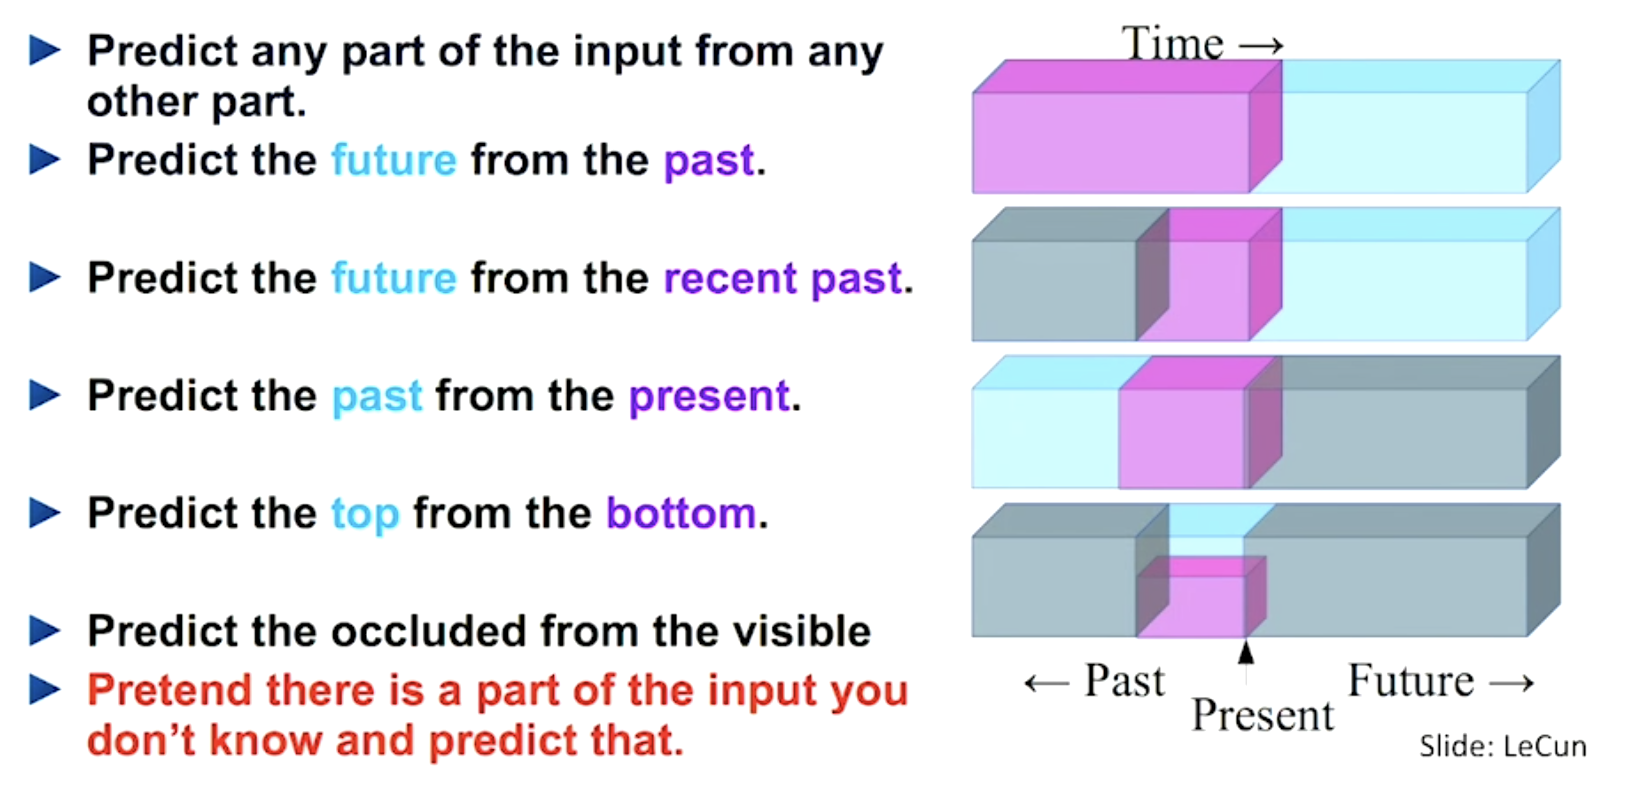 Predict any part of the input from any
other part.
Predict the future from the past.
Predict the future from the recent past.
Predict the past from the present.
Predict the top from the bottom.
Predict the occluded from the visible
Pretend there is a part of the input you
don’t know and predict that.
Time →
← Past
Present
Future →
Slide: LeCun